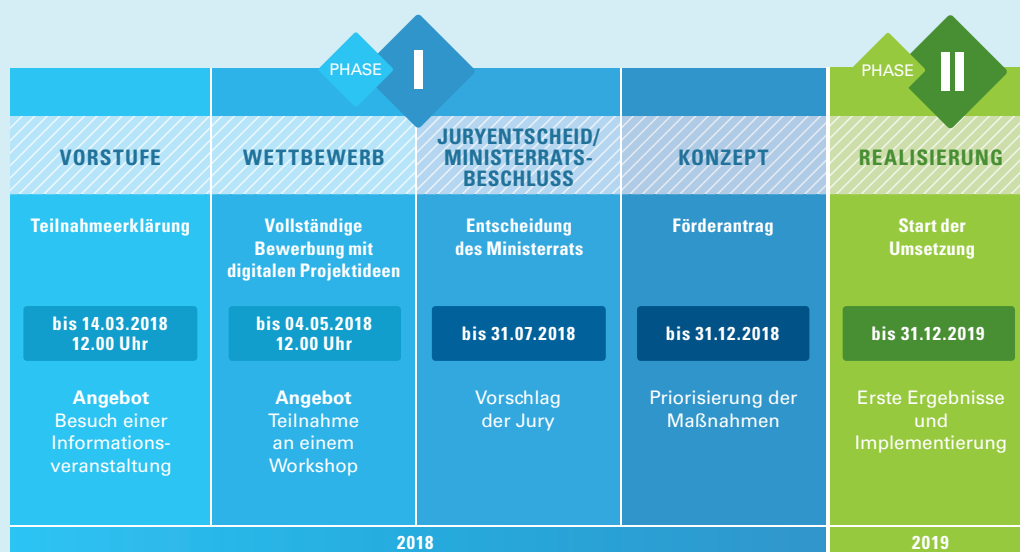 PHASE
I
PHASE
II
VORSTUFE
WETTBEWERB
JURYENTSCHEID/
MINISTERRATS-
BESCHLUSS
KONZEPT
REALISIERUNG
Teilnahmeerklärung
Vollständige
Bewerbung mit
digitalen Projektideen
Entscheidung
des Ministerrats
Förderantrag
Start der
Umsetzung
bis 14.03.2018
12.00 Uhr
bis 04.05.2018
12.00 Uhr
bis 31.07.2018
bis 31.12.2018
bis 31.12.2019
Angebot
Besuch einer
Informations-
veranstaltung
Angebot
Teilnahme
an einem
Workshop
Vorschlag
der Jury
Priorisierung der
Maßnahmen
Erste Ergebnisse
und
Implementierung
2018
2019